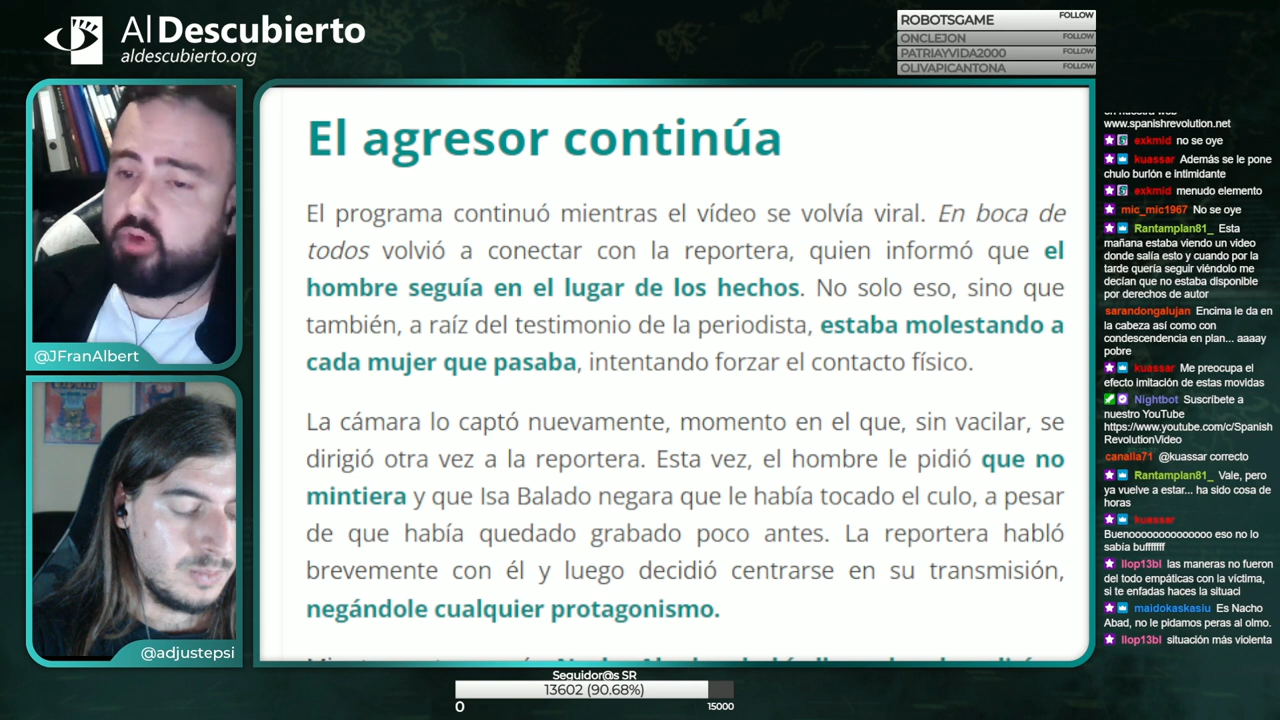 Al Descubierto
aldescubierto.org
ROBOTSGAME FOLLOW
ONCLEJON FOLLOW
PATRIAYVIDA2000 FOLLOW
OLIVAPICANTONA FOLLOW
@JFranAlbert
@adjustepsi
El agresor continúa
El programa continuó mientras el vídeo se volvía viral. En boca de
todos volvió a conectar con la reportera, quien informó que el
hombre seguía en el lugar de los hechos. No solo eso, sino que
también, a raíz del testimonio de la periodista, estaba molestando a
cada mujer que pasaba, intentando forzar el contacto físico.
La cámara lo captó nuevamente, momento en el que, sin vacilar, se
dirigió otra vez a la reportera. Esta vez, el hombre le pidió que no
mintiera y que Isa Balado negara que le había tocado el culo, a pesar
de que había quedado grabado poco antes. La reportera habló
brevemente con él y luego decidió centrarse en su transmisión,
negándole cualquier protagonismo.
www.spanishrevolution.net
exkmid no se oye
kuassar Además se le pone
chulo burlón e intimidante
exkmid menudo elemento
mic_mic1967 No se oye
Rantamplan81_ Esta
mañana estaba viendo un video
donde salía esto y cuando por la
tarde quería seguir viéndolo me
decían que no estaba disponible
por derechos de autor
sarandongalujan Encima le da en
la cabeza así como con
condescendencia en plan... aaaay
pobre
kuassar Me preocupa el
efecto imitación de estas movidas
Nightbot Suscríbete a
nuestro YouTube
https://www.youtube.com/c/Spanish
RevolutionVideo
canalla71 @kuassar correcto
Rantamplan81_ Vale, pero
ya vuelve a estar... ha sido cosa de
horas
kuassar
Buenooooooooooooo eso no lo
sabía bufffffff
llop13bl las maneras no fueron
del todo empáticas con la víctima,
si te enfadas haces la situaci
maidokaskasiu Es Nacho
Abad, no le pidamos peras al olmo.
llop13bl situación más violenta
Seguidor@s SR
13602 (90.68%)
0 15000